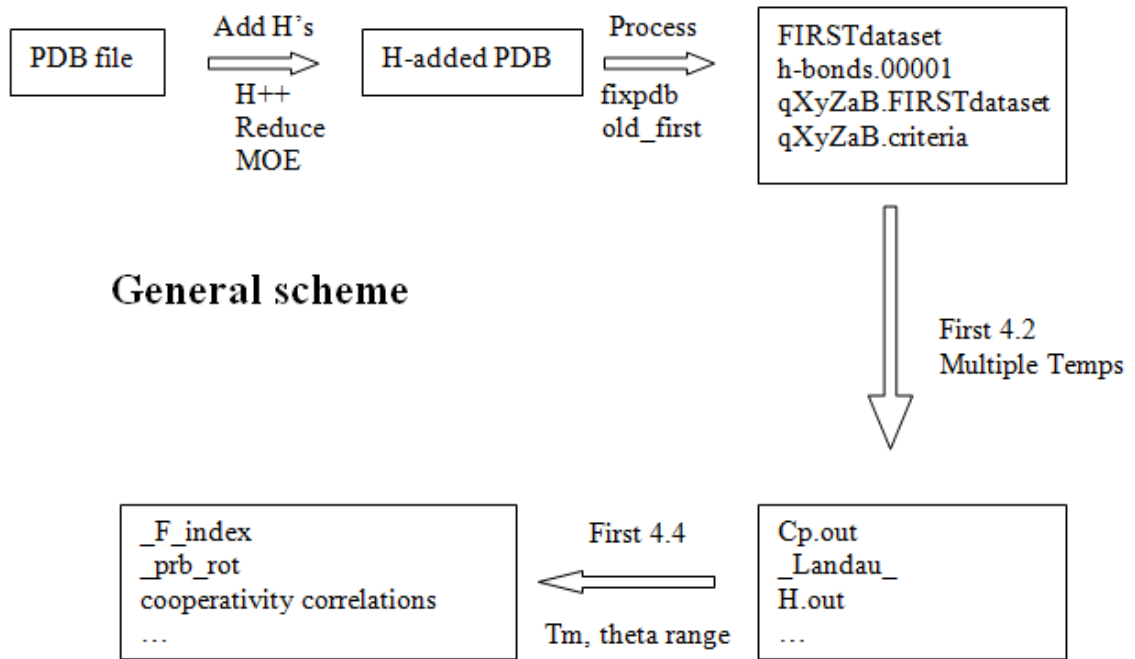 PDB file
Add H’s
H++
Reduce
MOE
H-added PDB
Process
fixpdb
old_first
FIRSTdataset
h-bonds.00001
qXyZaB.FIRSTdataset
qXyZaB.criteria
General scheme
First 4.2
Multiple Temps
Cp.out
_Landau_
H.out
…
First 4.4
Tm, theta range
_F_index
_prb_rot
cooperativity correlations
…